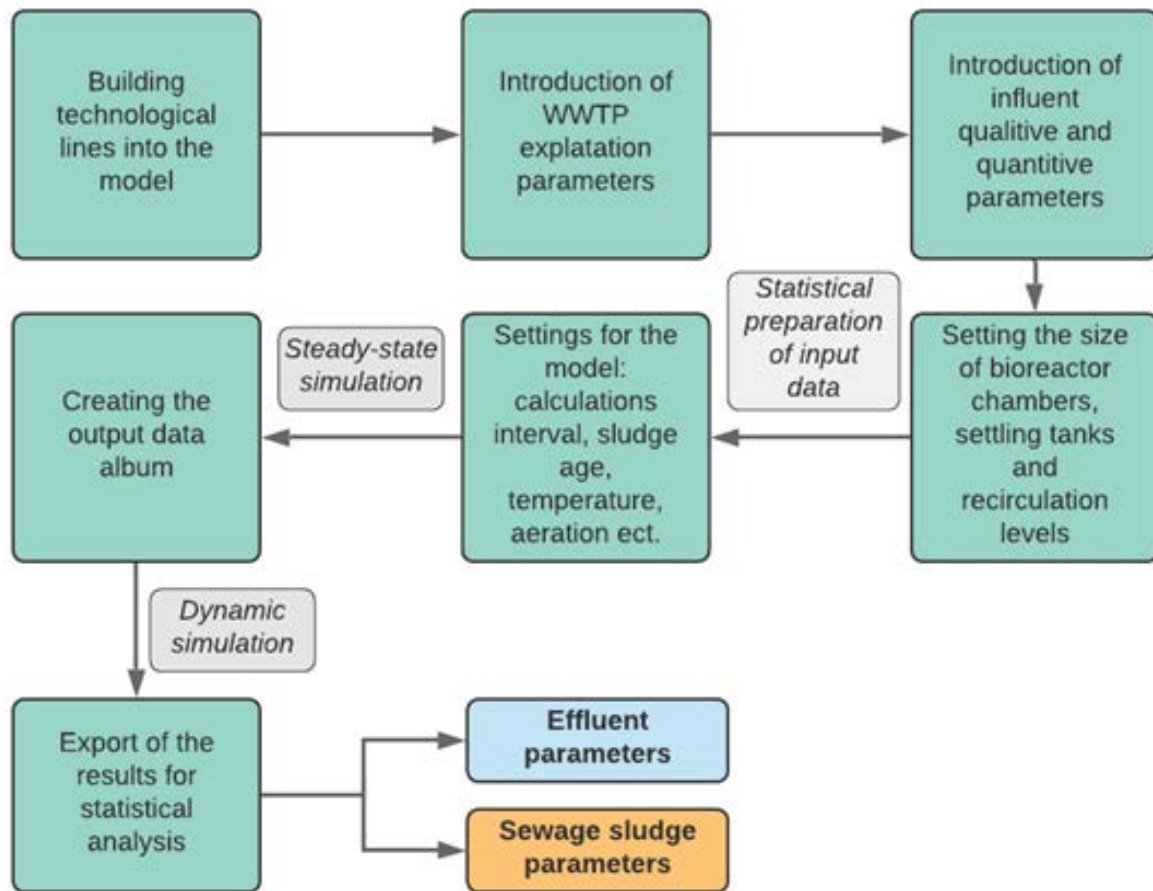 Building
technological
lines into the
model
Introduction of
WWTP
explatation
parameters
Introduction of
influent
qualitive and
quantitive
parameters
Statistical
preparation
of input
data
Setting the size
of bioreactor
chambers,
settling tanks
and
recirculation
levels
Settings for the
model:
calculations
interval, sludge
age,
temperature,
aeration ect.
Steady-state
simulation
Creating the
output data
album
Dynamic
simulation
Export of the
results for
statistical
analysis
Effluent
parameters
Sewage sludge
parameters